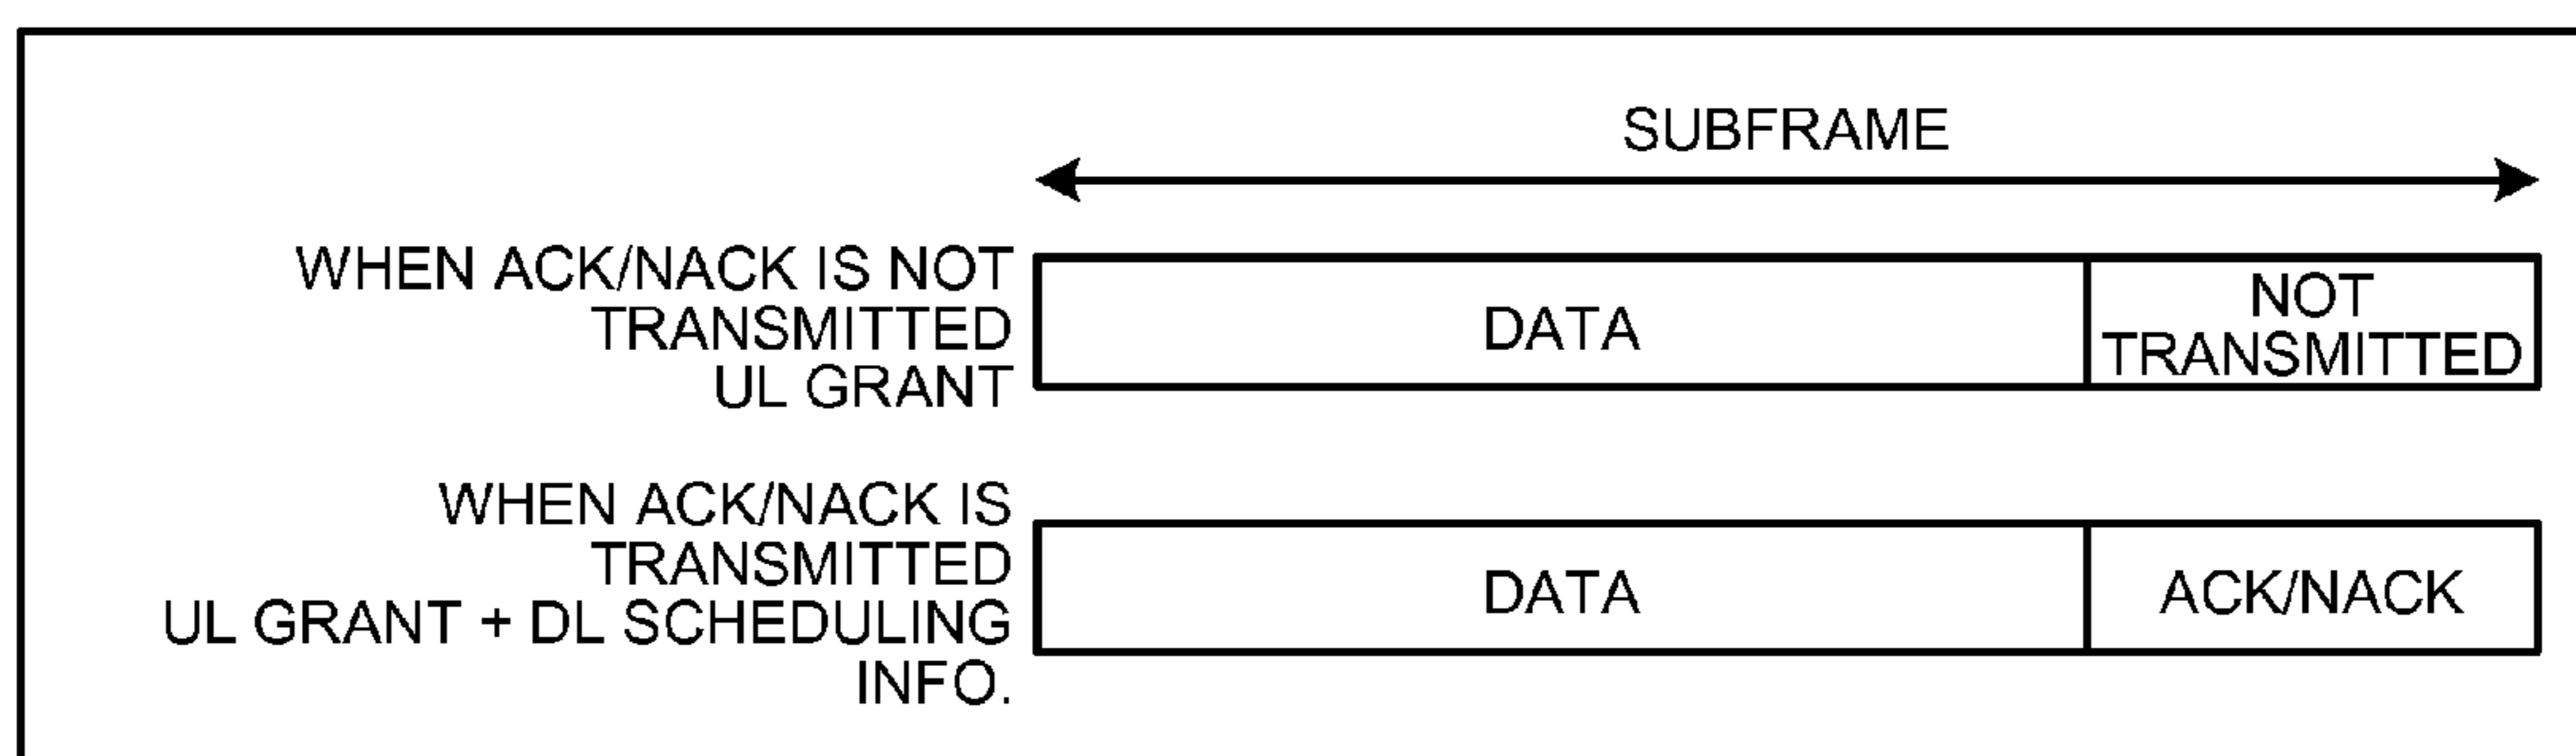 SUBFRAME
WHEN ACK/NACK IS NOT
TRANSMITTED
UL GRANT
DATA
NOT
TRANSMITTED
WHEN ACK/NACK IS
TRANSMITTED
UL GRANT + DL SCHEDULING
INFO.
DATA
ACK/NACK